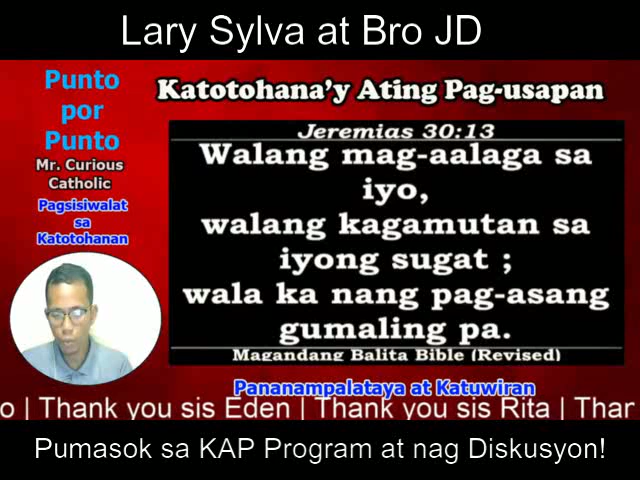 Lary Sylva at Bro JD
Punto
por
Punto
Mr. Curious
Catholic
Pagsisiwalat
sa
Katotohanan
Katotohana'y Ating Pag-usapan
Jeremias 30:13
Walang mag-aalaga sa
iyo,
walang kagamutan sa
iyong sugat ;
wala ka nang pag-asang
gumaling pa.
Magandang Balita Bible (Revised)
Pananampalataya at Katuwiran
o | Thank you sis Eden | Thank you sis Rita | Thar
Pumasok sa KAP Program at nag Diskusyon!